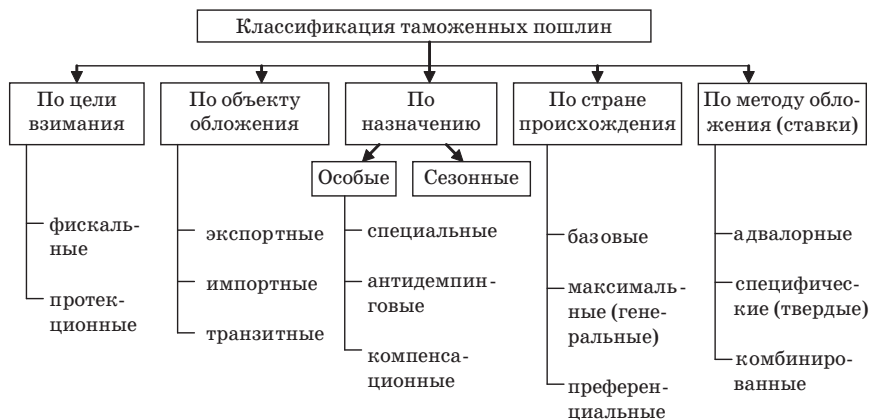 Классификация таможенных пошлин
По цели
взимания
По объекту
обложения
По
назначению
По стране
происхождения
По методу обло-
жения (ставки)
Особые
Сезонные
фискаль-
ные
протек-
ционные
экспортные
импортные
транзитные
специальные
антидемпин-
говые
компенса-
ционные
базовые
максималь-
ные (гене-
ральные)
преферен-
циальные
адвалорные
специфичес-
кие (твердые)
комбиниро-
ванные